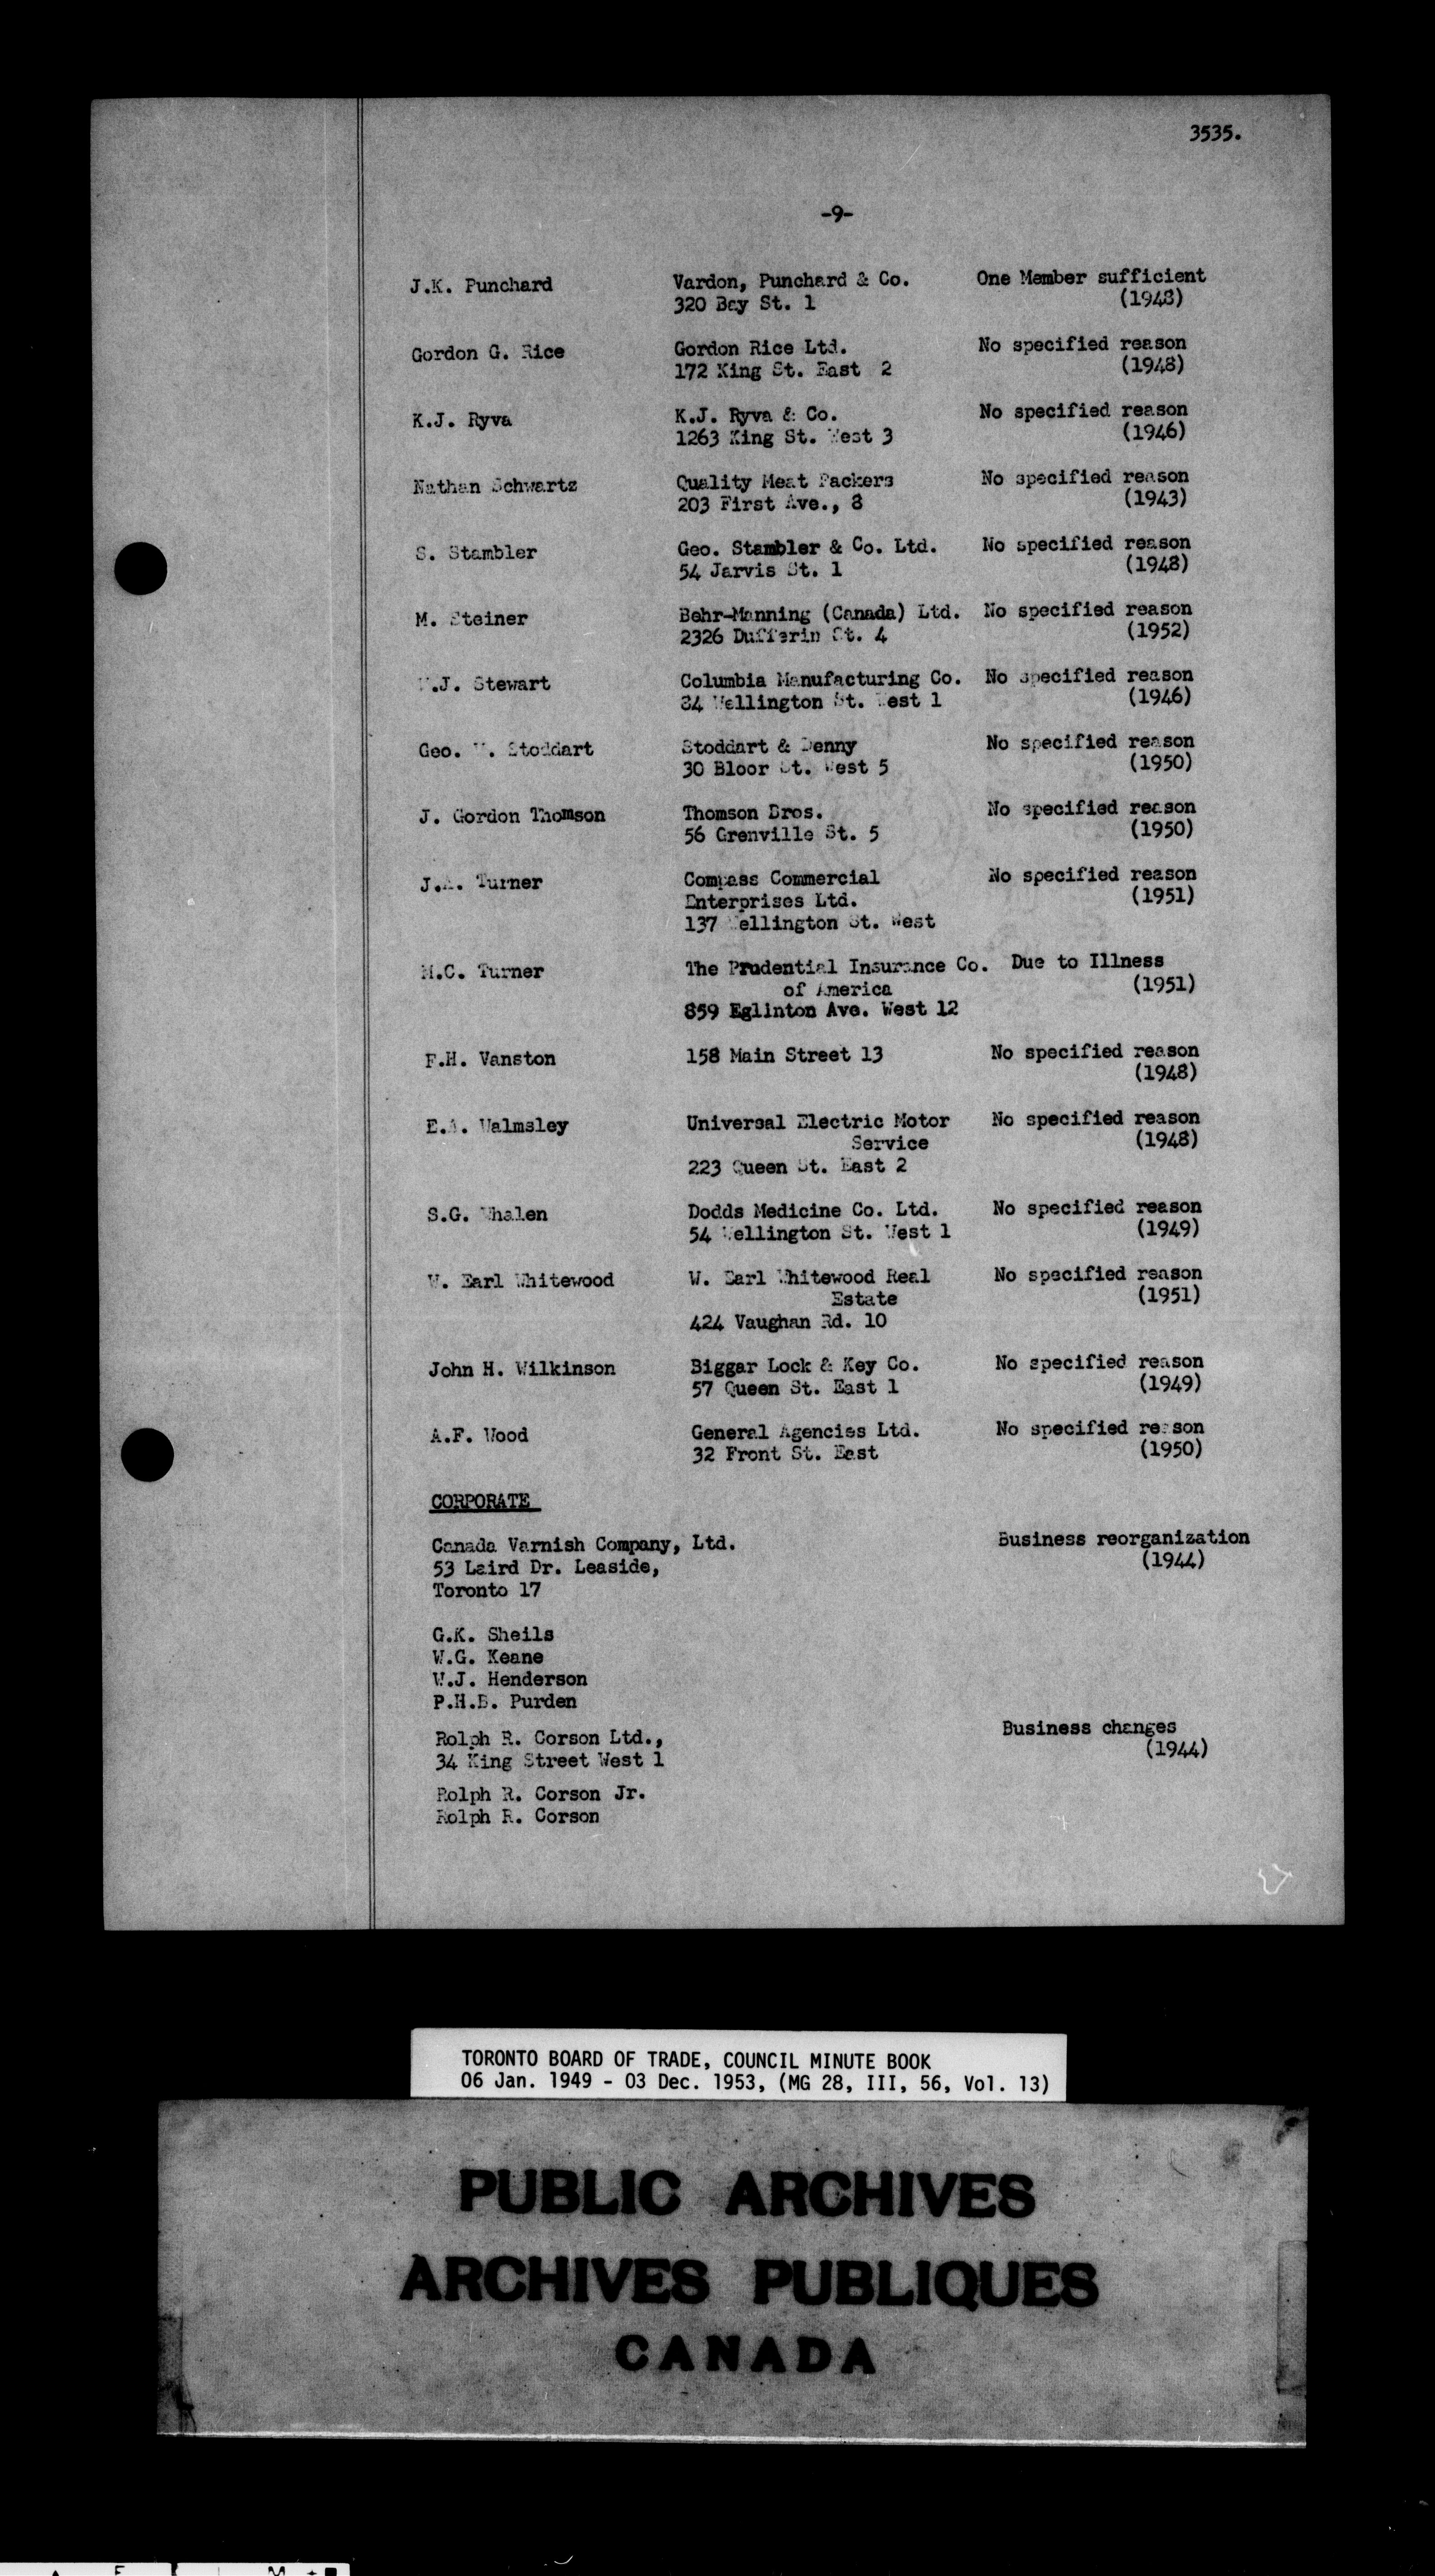 3535.
-9-
J.K. Punchard Vardon, Punchard & Co. One Member sufficient
320 Bay St. 1 (1948)
Gordon G. Rice Gordon Rice Ltd. No specified reason
172 King St. East 2 (1948)
K.J. Ryva K.J. Ryva & Co. No specified reason
1263 King St. West 3 (1946)
Nathan Schwartz Quality Meat Packers No specified reason
203 First Ave., 8 (1943)
S. Stambler Geo. Stambler & Co. Ltd. No specified reason
54 Jarvis St. 1 (1948)
M. Steiner Behr-Manning (Canada) Ltd. No specified reason
2326 Dufferin St. 4 (1952)
.J. Stewart Columbia Manufacturing Co. No specified reason
84 Wellington St. West 1 (1946)
Geo. . Stoddart Stoddart & Denny No specified reason
30 Bloor St. West 5 (1950)
J. Gordon Thomson Thomson Bros. No specified reason
56 Grenville St. 5 (1950)
J.A. Turner Compass Commercial No specified reason
Enterprises Ltd. (1951)
137 Wellington St. West
M.C. Turner The Prudential Insurance Co. Due to Illness
of America (1951)
859 Eglinton Ave. West 12
F.H. Vanston 158 Main Street 13 No specified reason
(1948)
E.A. Walmsley Universal Electric Motor No specified reason
Service (1948)
223 Queen St. East 2
S.G. Whalen Dodds Medicine Co. Ltd. No specified reason
54 Wellington St. West 1 (1949)
W. Earl Whitewood W. Earl Whitewood Real No specified reason
Estate (1951)
424 Vaughan Rd. 10
John H. Wilkinson Biggar Lock & Key Co. No specified reason
57 Queen St. East 1 (1949)
A.F. Wood General Agencies Ltd. No specified reason
32 Front St. East (1950)
CORPORATE
Canada Varnish Company, Ltd. Business reorganization
53 Laird Dr. Leaside, (1944)
Toronto 17
G.K. Sheils
W.G. Keane
W.J. Henderson
P.H.B. Purden
Rolph R. Corson Ltd., Business changes
34 King Street West 1 (1944)
Rolph R. Corson Jr.
Rolph R. Corson
TORONTO BOARD OF TRADE, COUNCIL MINUTE BOOK
06 Jan. 1949 - 03 Dec. 1953, (MG 28, III, 56, Vol. 13)
PUBLIC ARCHIVES
ARCHIVES PUBLIQUES
CANADA